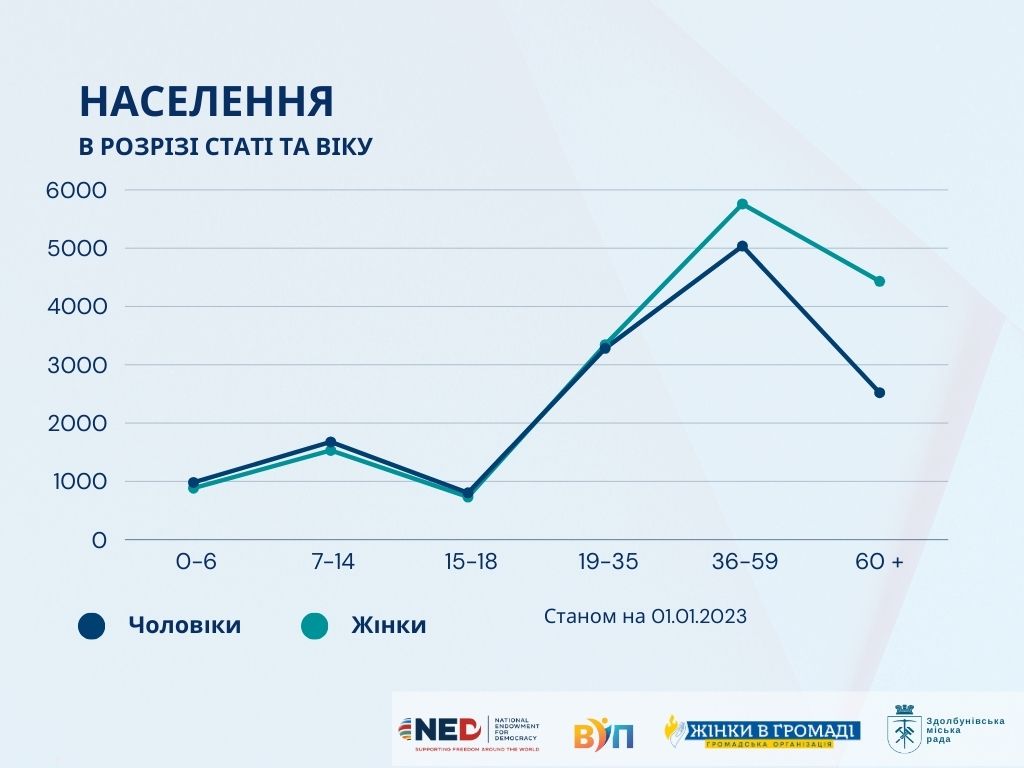 НАСЕЛЕННЯ
В РОЗРІЗІ СТАТІ ТА ВІКУ
6000
5000
4000
3000
2000
1000
0
0-6 7-14 15-18 19-35 36-59 60 +
Чоловіки Жінки
Станом на 01.01.2023
NED
NATIONAL
ENDOWMENT
FOR
DEMOCRACY
SUPPORTING FREEDOM AROUND THE WORLD
ВУП
ЖІНКИ В ГРОМАДІ
ГРОМАДСЬКА ОРГАНІЗАЦІЯ
Здолбунівська
міська
рада